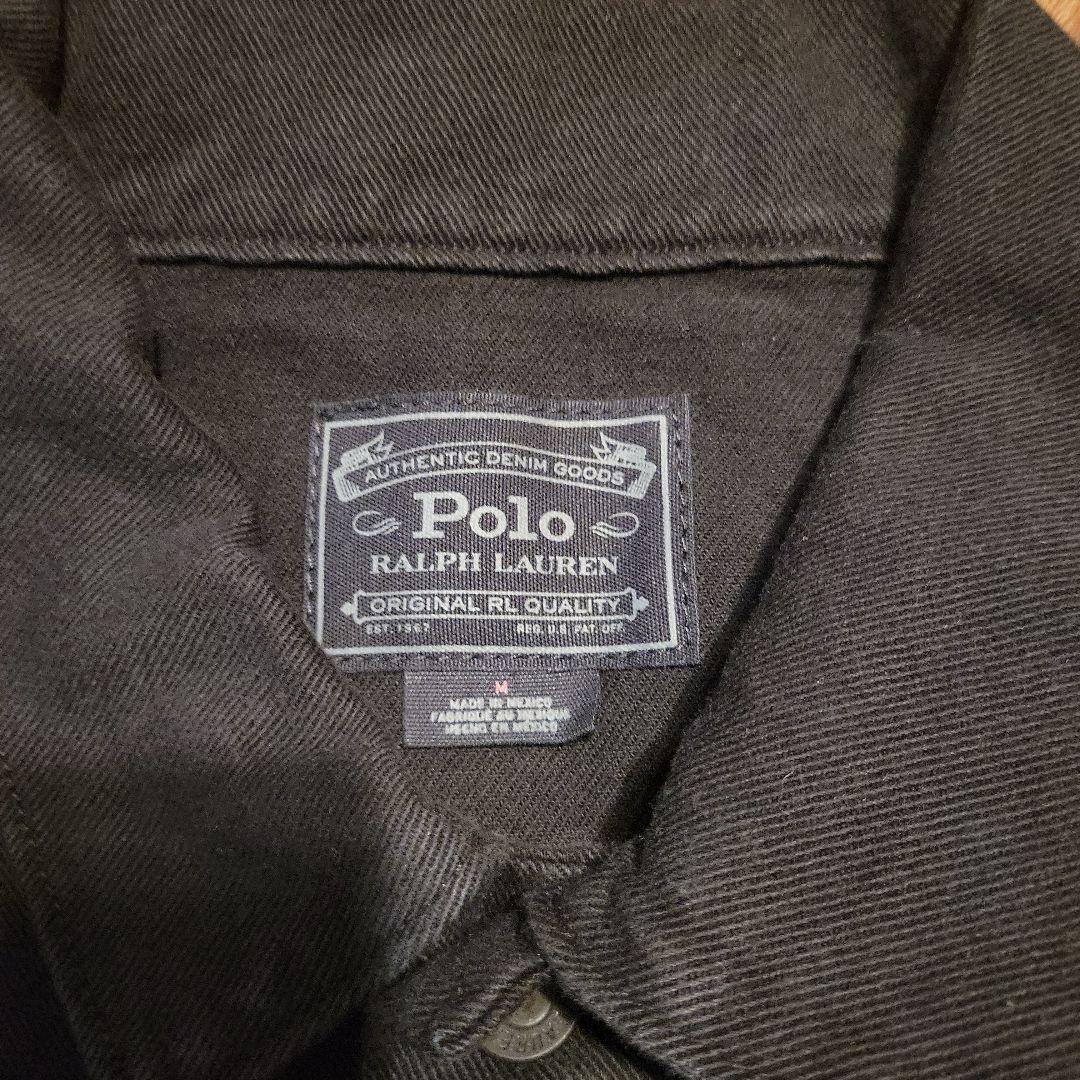 AUTHENTIC DENIM GOODS
Polo
RALPH LAUREN
ORIGINAL RL QUALITY
EST. 1967 REG. U.S. PAT. OFF.
M
MADE IN MEXICO
FABRIQUÉ AU MEXIQUE
HECHO EN MEXICO